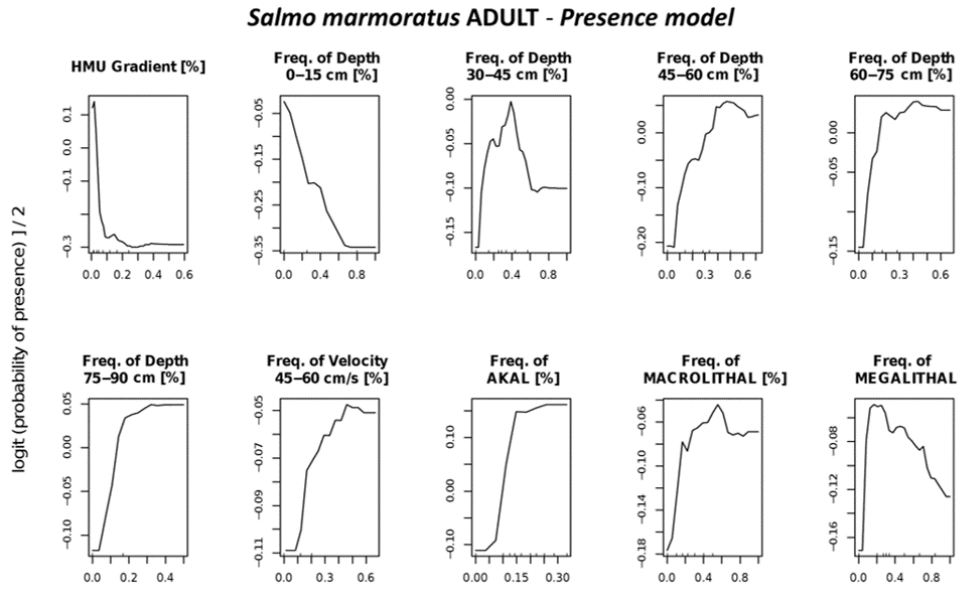 Salmo marmoratus ADULT - Presence model
logit (probability of presence) ] / 2
HMU Gradient [%]
0.1
0.0
-0.1
-0.3
0.0 0.2 0.4 0.6
Freq. of Depth
0–15 cm [%]
-0.05
-0.15
-0.25
-0.35
0.0 0.4 0.8
Freq. of Depth
30–45 cm [%]
0.00
-0.05
-0.10
-0.15
0.0 0.4 0.8
Freq. of Depth
45–60 cm [%]
0.00
-0.10
-0.20
0.0 0.3 0.6
Freq. of Depth
60–75 cm [%]
0.00
-0.05
-0.15
0.0 0.3 0.6
Freq. of Depth
75–90 cm [%]
0.05
0.00
-0.05
-0.10
0.0 0.2 0.4
Freq. of Velocity
45–60 cm/s [%]
-0.05
-0.07
-0.09
-0.11
0.0 0.3 0.6
Freq. of
AKAL [%]
0.10
0.00
-0.10
0.00 0.15 0.30
Freq. of
MACROLITHAL [%]
-0.06
-0.10
-0.14
-0.18
0.0 0.4 0.8
Freq. of
MEGALITHAL
-0.08
-0.12
-0.16
0.0 0.4 0.8